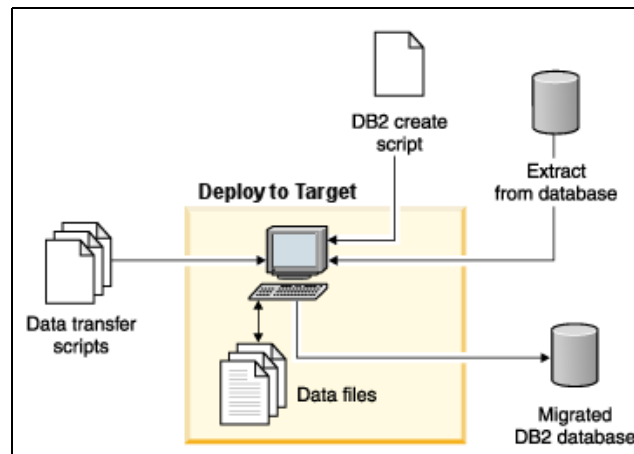 DB2 create
script
Extract
from database
Deploy to Target
Data transfer
scripts
Data files
Migrated
DB2 database